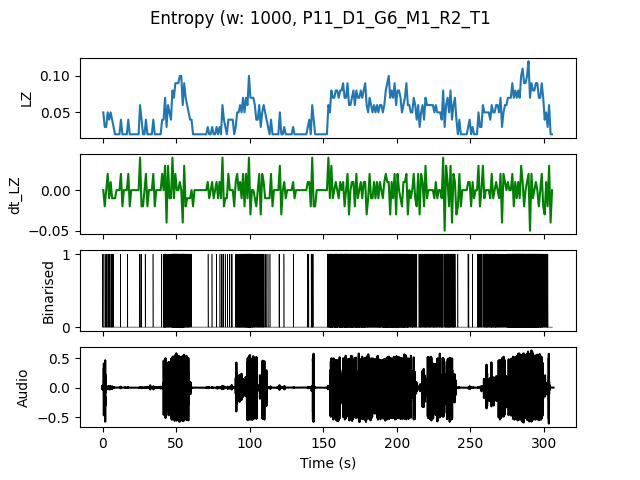 Entropy (w: 1000, P11_D1_G6_M1_R2_T1
0.10
0.05
LZ
0.00
−0.05
dt_LZ
1
0
Binarised
0.5
0.0
−0.5
Audio
0 50 100 150 200 250 300
Time (s)